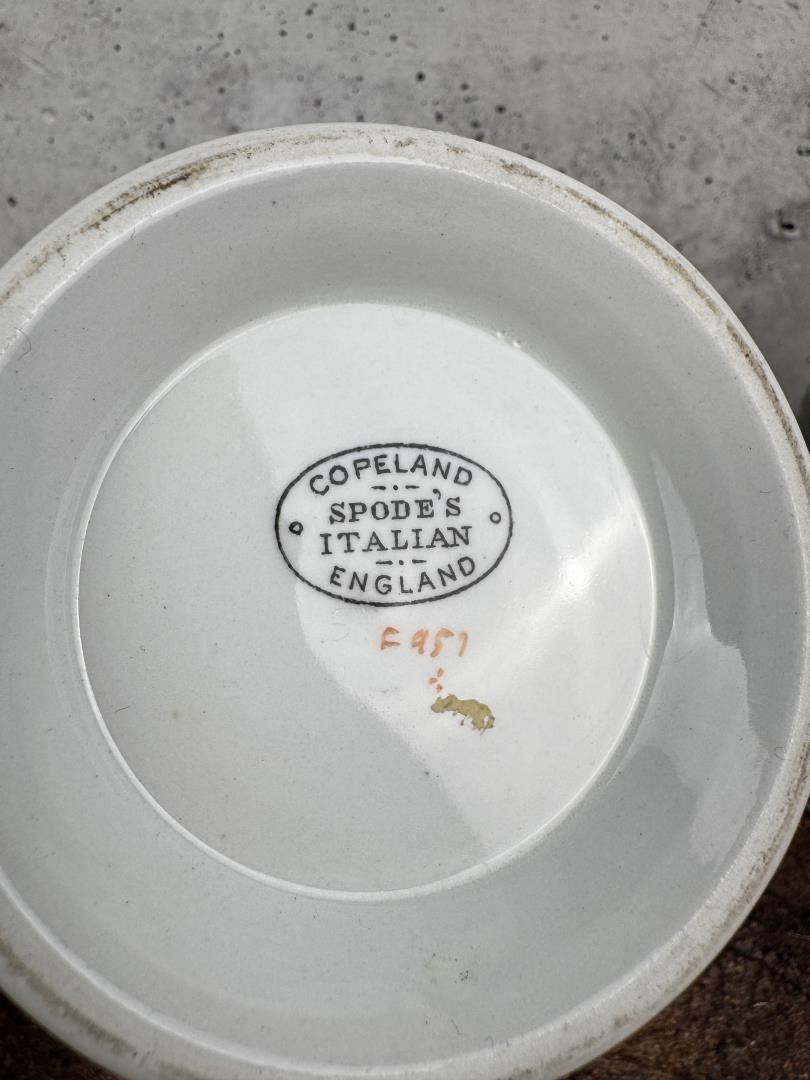 COPELAND
SPODE'S
ITALIAN
ENGLAND
F951